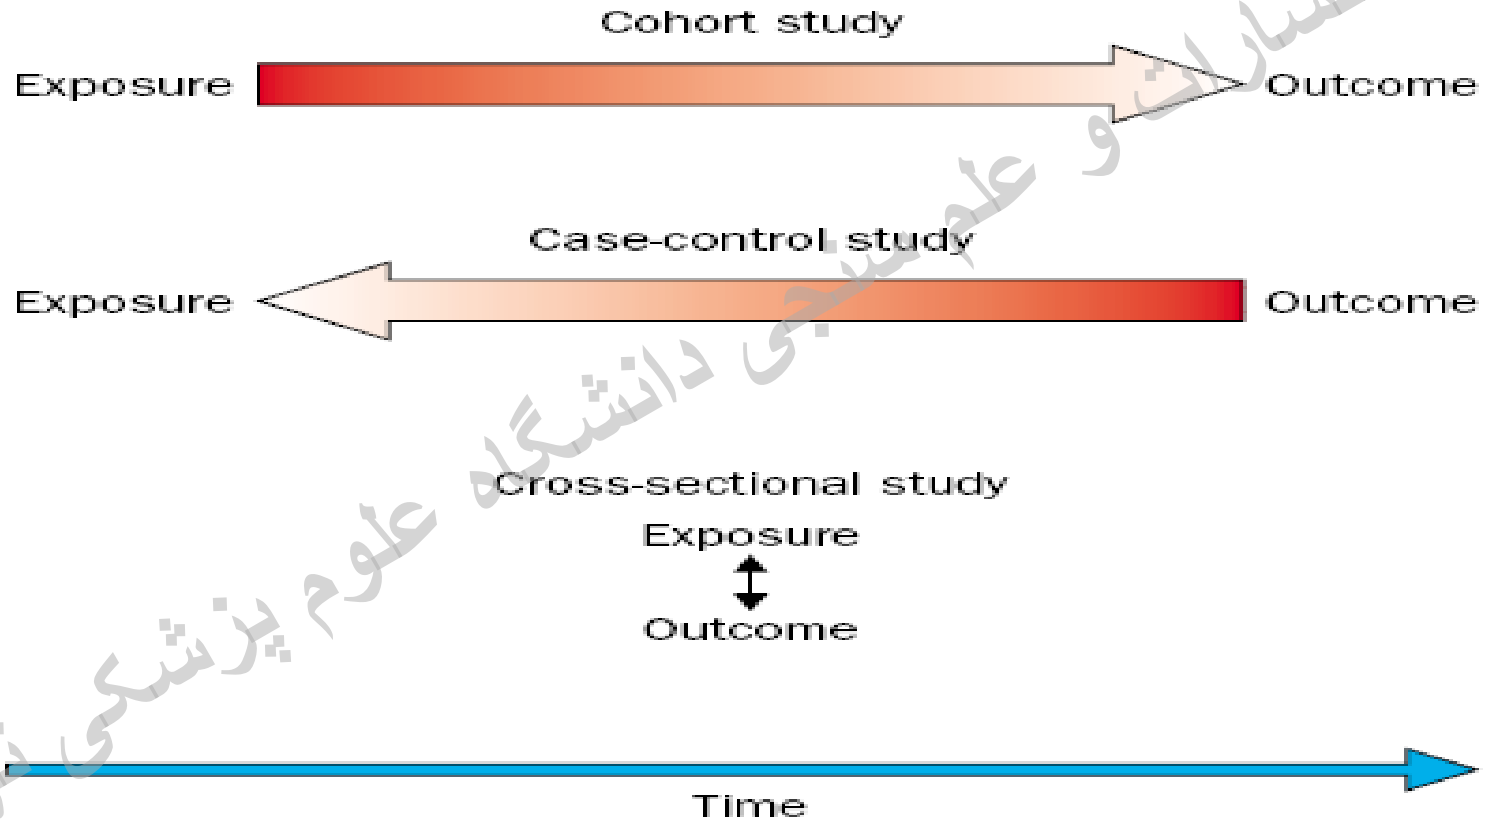 Cohort study
Exposure
Outcome
Case-control study
Exposure
Outcome
Cross-sectional study
Exposure
Outcome
Time
و علم سنجی دانشگاه علوم پزشکی